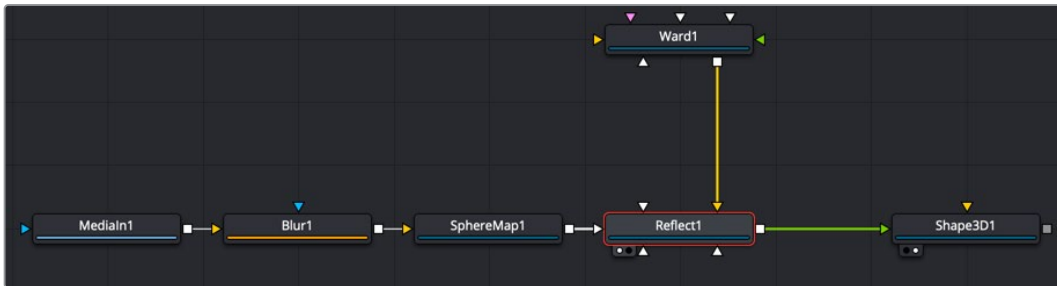 Ward1
MediaIn1
Blur1
SphereMap1
Reflect1
Shape3D1